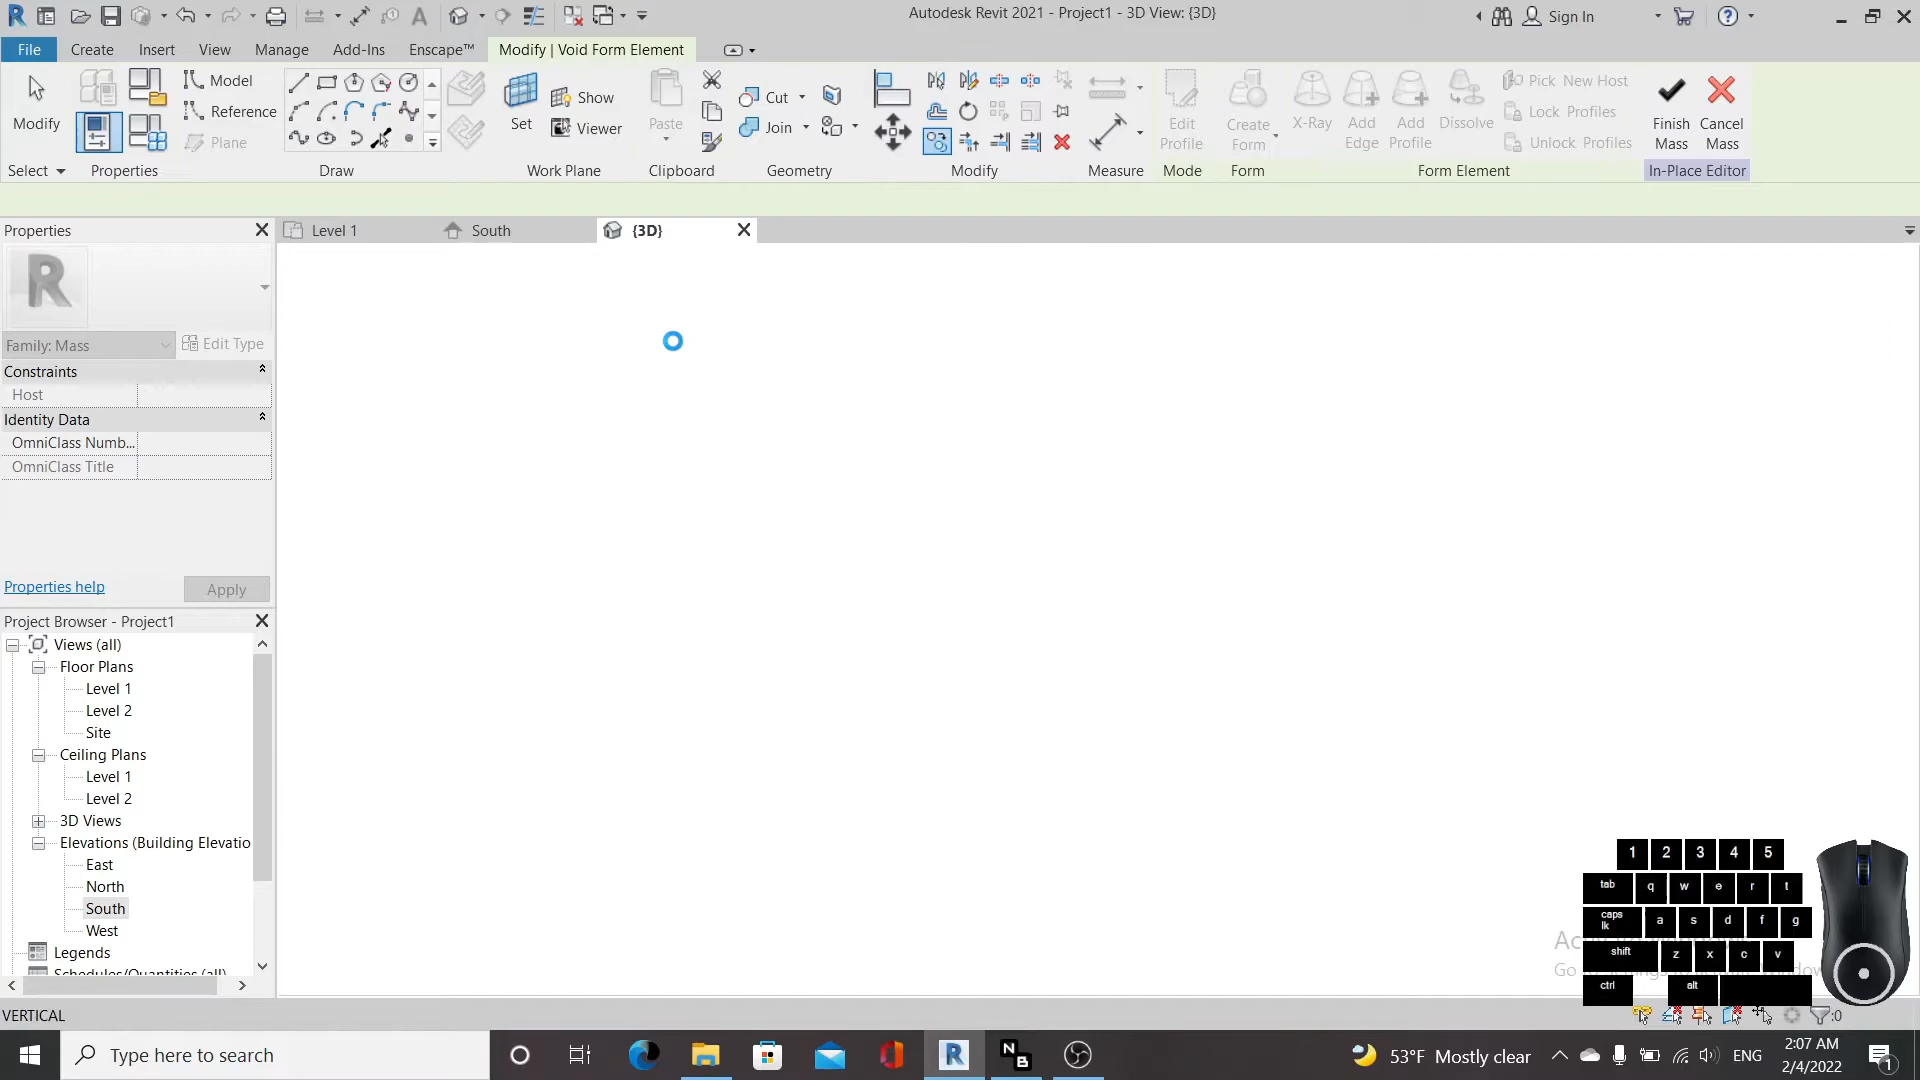 Autodesk Revit 2021 - Project1 - 3D View: {3D}
Sign In
File
Create
Insert
View
Manage
Add-Ins
Enscape™
Modify | Void Form Element
Modify
Model
Reference
Plane
Set
Show
Viewer
Paste
Cut
Join
Edit
Profile
Create
Form
X-Ray
Add
Edge
Add
Profile
Dissolve
Pick New Host
Lock Profiles
Unlock Profiles
Finish
Mass
Cancel
Mass
Select
Properties
Draw
Work Plane
Clipboard
Geometry
Modify
Measure
Mode
Form
Form Element
In-Place Editor
Properties
Level 1
South
{3D}
Family: Mass
Edit Type
Constraints
Host
Identity Data
OmniClass Numb...
OmniClass Title
Properties help
Apply
Project Browser - Project1
Views (all)
Floor Plans
Level 1
Level 2
Site
Ceiling Plans
Level 1
Level 2
3D Views
Elevations (Building Elevatio
East
North
South
West
Legends
Schedules/Quantities (all)
1 2 3 4 5
tab q w e r t
caps lk a s d f g
shift z x c v
ctrl alt
VERTICAL
:0
Type here to search
53°F Mostly clear
ENG
2:07 AM
2/4/2022
1